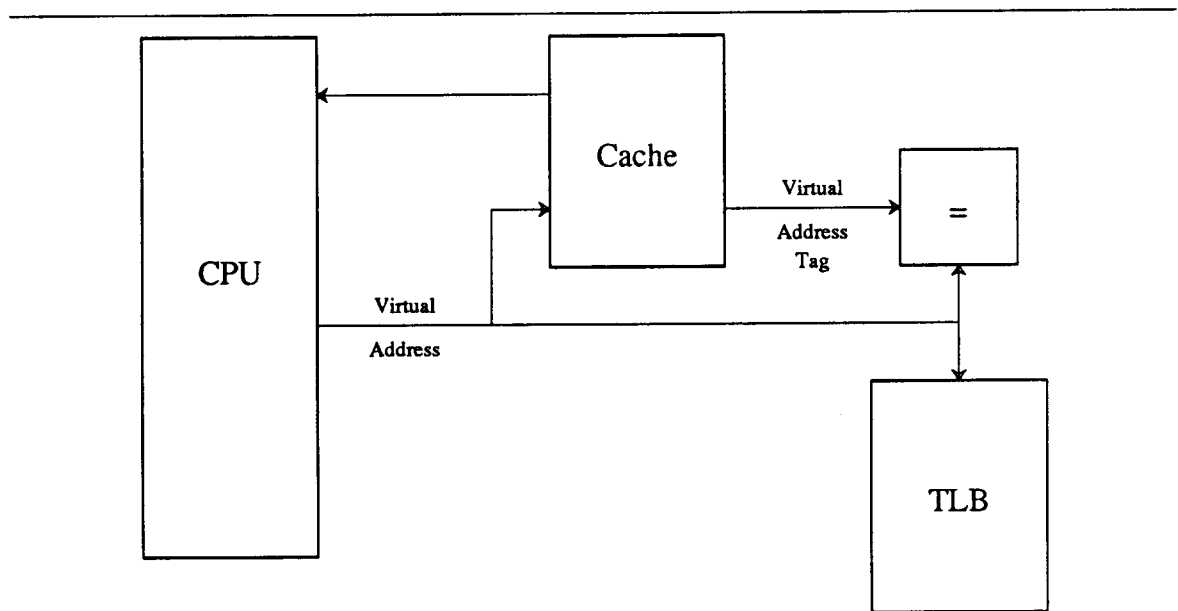 CPU
Cache
Virtual
Address
Tag
=
Virtual
Address
TLB